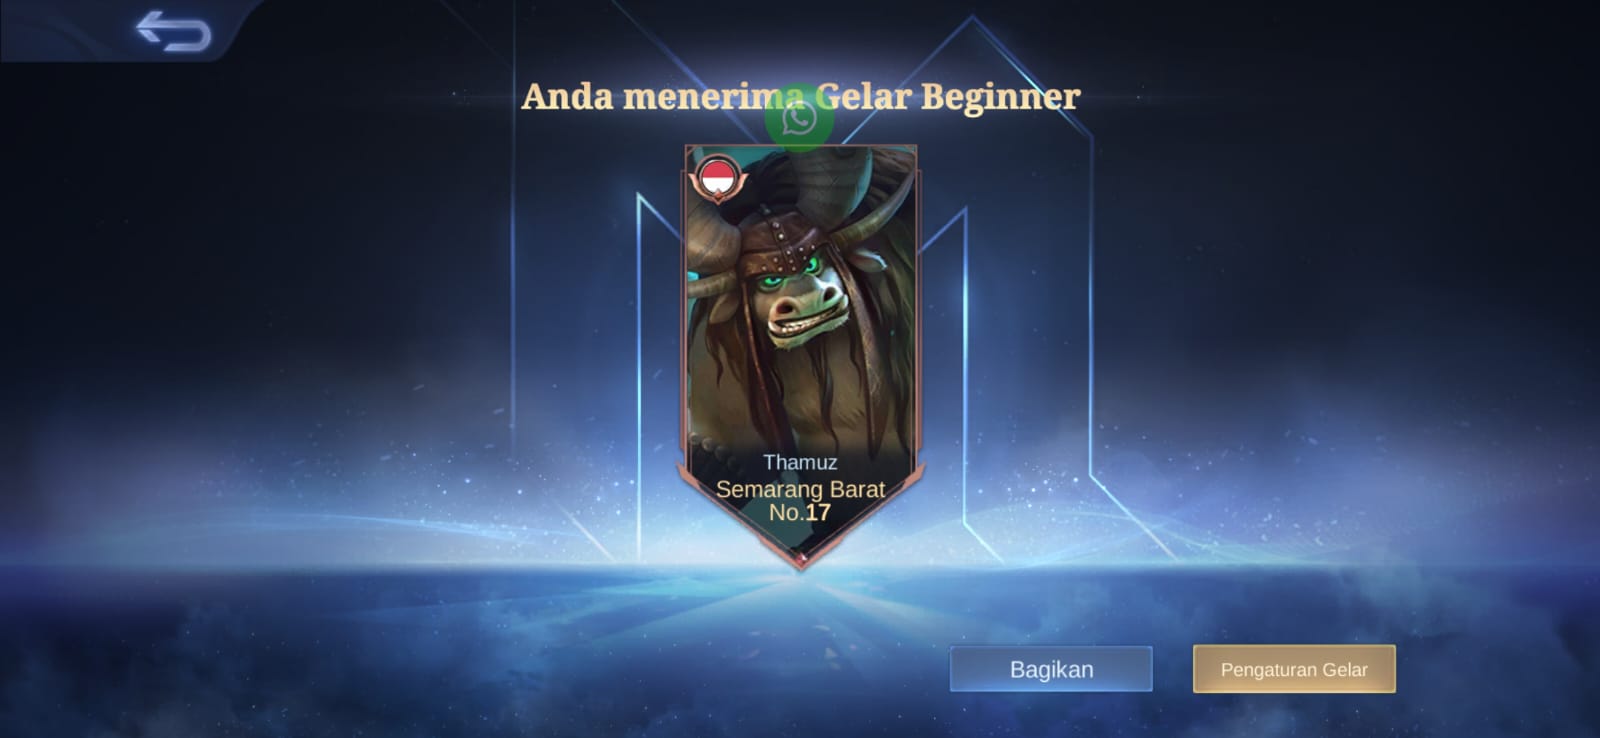 Anda menerima Gelar Beginner
Thamuz
Semarang Barat
No.17
Bagikan
Pengaturan Gelar